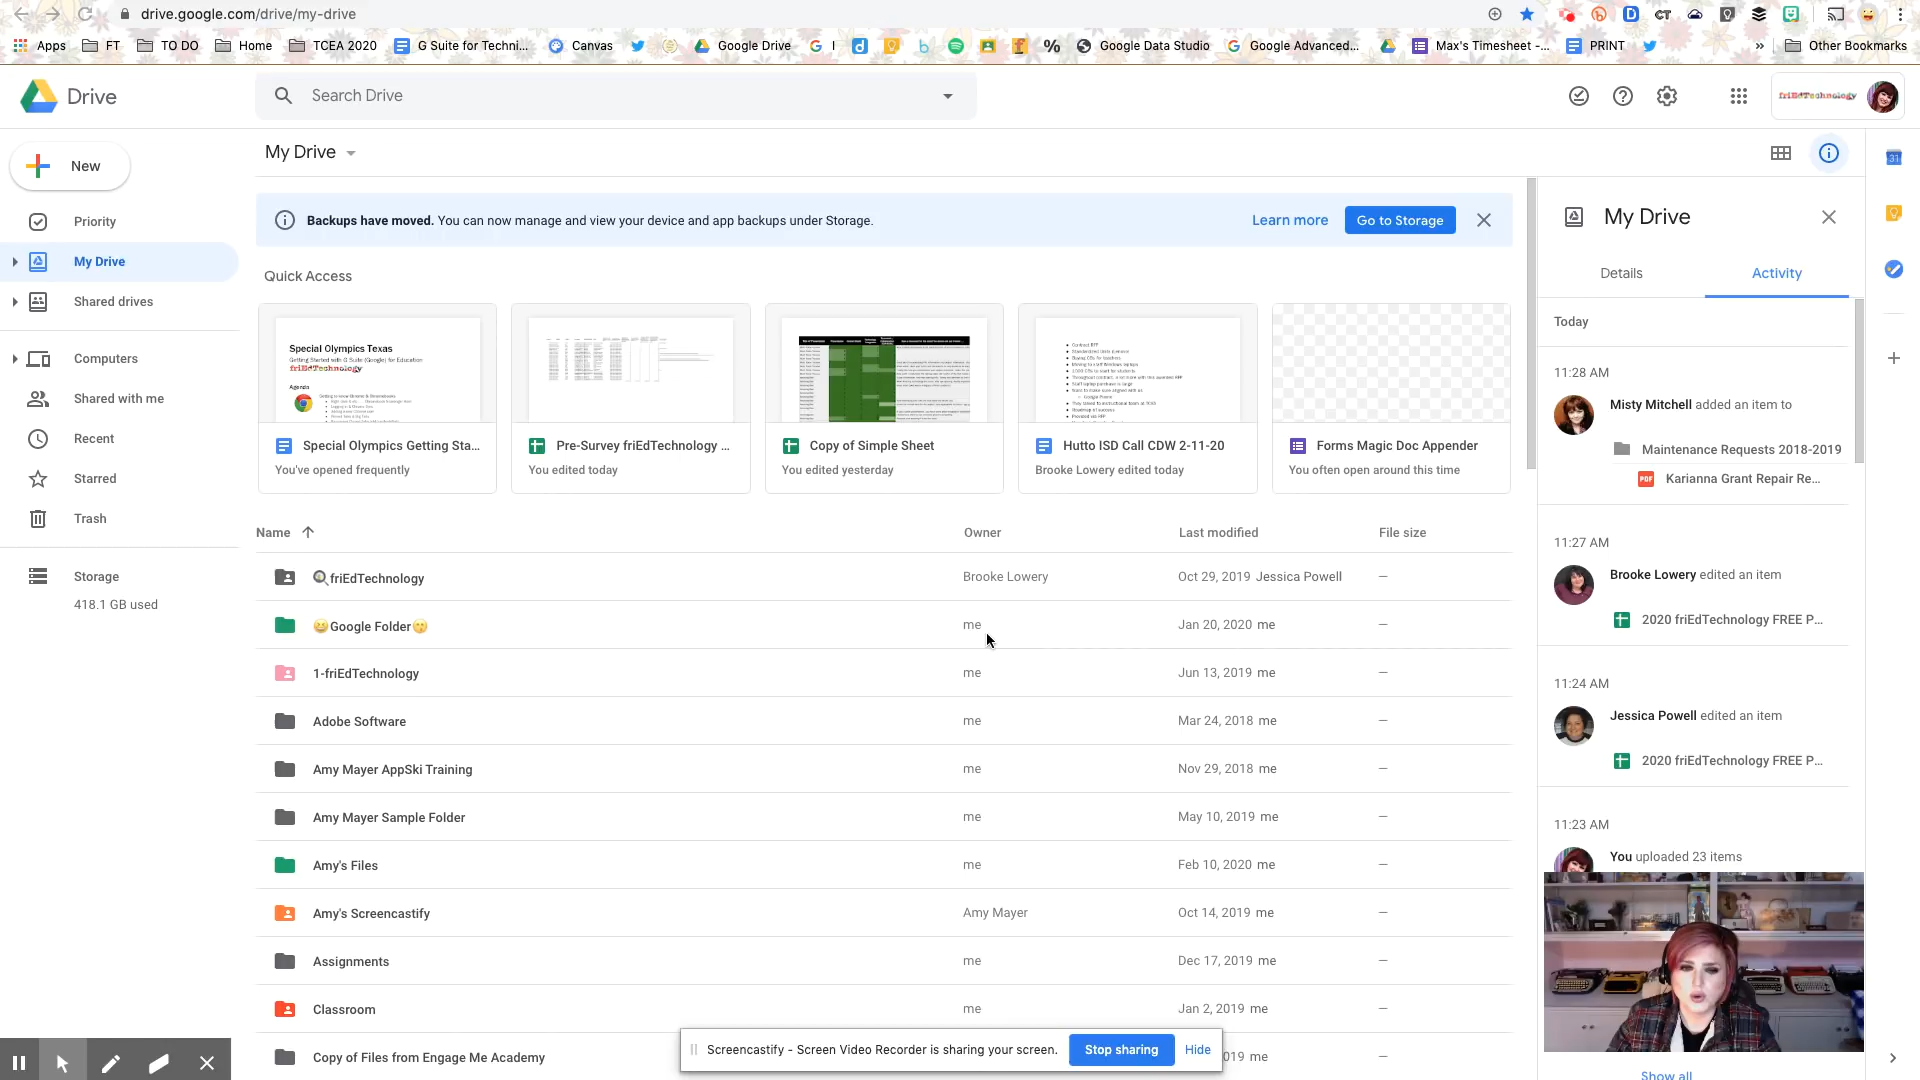 drive.google.com/drive/my-drive
Apps FT TO DO Home TCEA 2020 G Suite for Techni... Canvas Google Drive I Google Data Studio Google Advanced... Max's Timesheet -... PRINT » Other Bookmarks
Drive
Search Drive
friEdTechnology
New
My Drive
Priority
My Drive
Shared drives
Computers
Shared with me
Recent
Starred
Trash
Storage
418.1 GB used
Backups have moved. You can now manage and view your device and app backups under Storage.
Learn more
Go to Storage
Quick Access
Special Olympics Texas
Getting Started with G Suite (Google) for Education
friEdTechnology
Agenda
Special Olympics Getting Sta...
You've opened frequently
Pre-Survey friEdTechnology ...
You edited today
Copy of Simple Sheet
You edited yesterday
Hutto ISD Call CDW 2-11-20
Brooke Lowery edited today
Forms Magic Doc Appender
You often open around this time
Name Owner Last modified File size
friEdTechnology Brooke Lowery Oct 29, 2019 Jessica Powell —
Google Folder me Jan 20, 2020 me —
1-friEdTechnology me Jun 13, 2019 me —
Adobe Software me Mar 24, 2018 me —
Amy Mayer AppSki Training me Nov 29, 2018 me —
Amy Mayer Sample Folder me May 10, 2019 me —
Amy's Files me Feb 10, 2020 me —
Amy's Screencastify Amy Mayer Oct 14, 2019 me —
Assignments me Dec 17, 2019 me —
Classroom me Jan 2, 2019 me —
Copy of Files from Engage Me Academy 019 me —
Screencastify - Screen Video Recorder is sharing your screen.
Stop sharing
Hide
My Drive
Details Activity
Today
11:28 AM
Misty Mitchell added an item to
Maintenance Requests 2018-2019
PDF Karianna Grant Repair Re...
11:27 AM
Brooke Lowery edited an item
2020 friEdTechnology FREE P...
11:24 AM
Jessica Powell edited an item
2020 friEdTechnology FREE P...
11:23 AM
You uploaded 23 items
Show all
31